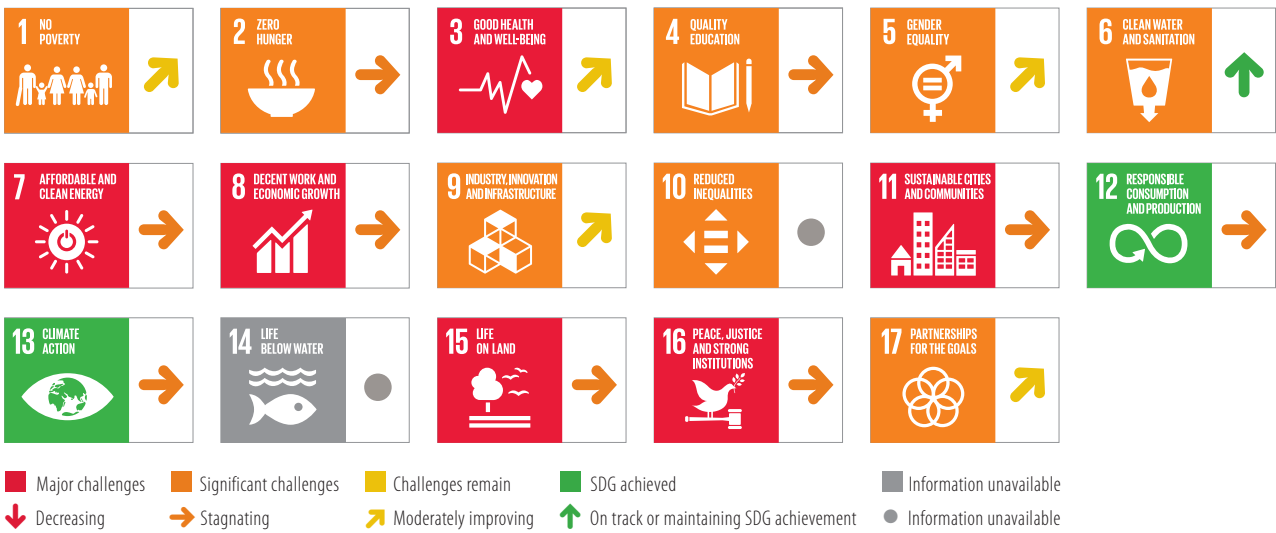 1 NO
POVERTY
2 ZERO
HUNGER
3 GOOD HEALTH
AND WELL-BEING
4 QUALITY
EDUCATION
5 GENDER
EQUALITY
6 CLEAN WATER
AND SANITATION
7 AFFORDABLE AND
CLEAN ENERGY
8 DECENT WORK AND
ECONOMIC GROWTH
9 INDUSTRY, INNOVATION
AND INFRASTRUCTURE
10 REDUCED
INEQUALITIES
11 SUSTAINABLE CITIES
AND COMMUNITIES
12 RESPONSIBLE
CONSUMPTION
AND PRODUCTION
13 CLIMATE
ACTION
14 LIFE
BELOW WATER
15 LIFE
ON LAND
16 PEACE, JUSTICE
AND STRONG
INSTITUTIONS
17 PARTNERSHIPS
FOR THE GOALS
Major challenges
Significant challenges
Challenges remain
SDG achieved
Information unavailable
Decreasing
Stagnating
Moderately improving
On track or maintaining SDG achievement
Information unavailable